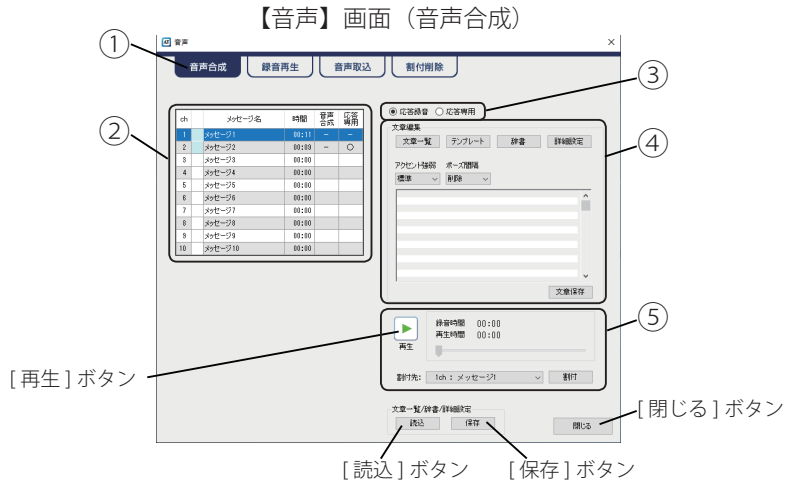 【音声】画面（音声合成）
①
AT 音声
×
音声合成 録音再生 音声取込 割付削除
③
②
ch メッセージ名 時間 音声合成 応答専用
1 メッセージ1 00:11 － －
2 メッセージ2 00:09 － ○
3 メッセージ3 00:00
4 メッセージ4 00:00
5 メッセージ5 00:00
6 メッセージ6 00:00
7 メッセージ7 00:00
8 メッセージ8 00:00
9 メッセージ9 00:00
10 メッセージ10 00:00
応答録音 応答専用
文章編集
文章一覧 テンプレート 辞書 詳細設定
④
アクセント強弱 ポーズ間隔
標準 削除
文章保存
⑤
録音時間 00:00
再生時間 00:00
再生
割付先: 1ch : メッセージ1 割付
[ 再生 ] ボタン
文章一覧/辞書/詳細設定
読込 保存
閉じる
[ 閉じる ] ボタン
[ 読込 ] ボタン
[ 保存 ] ボタン